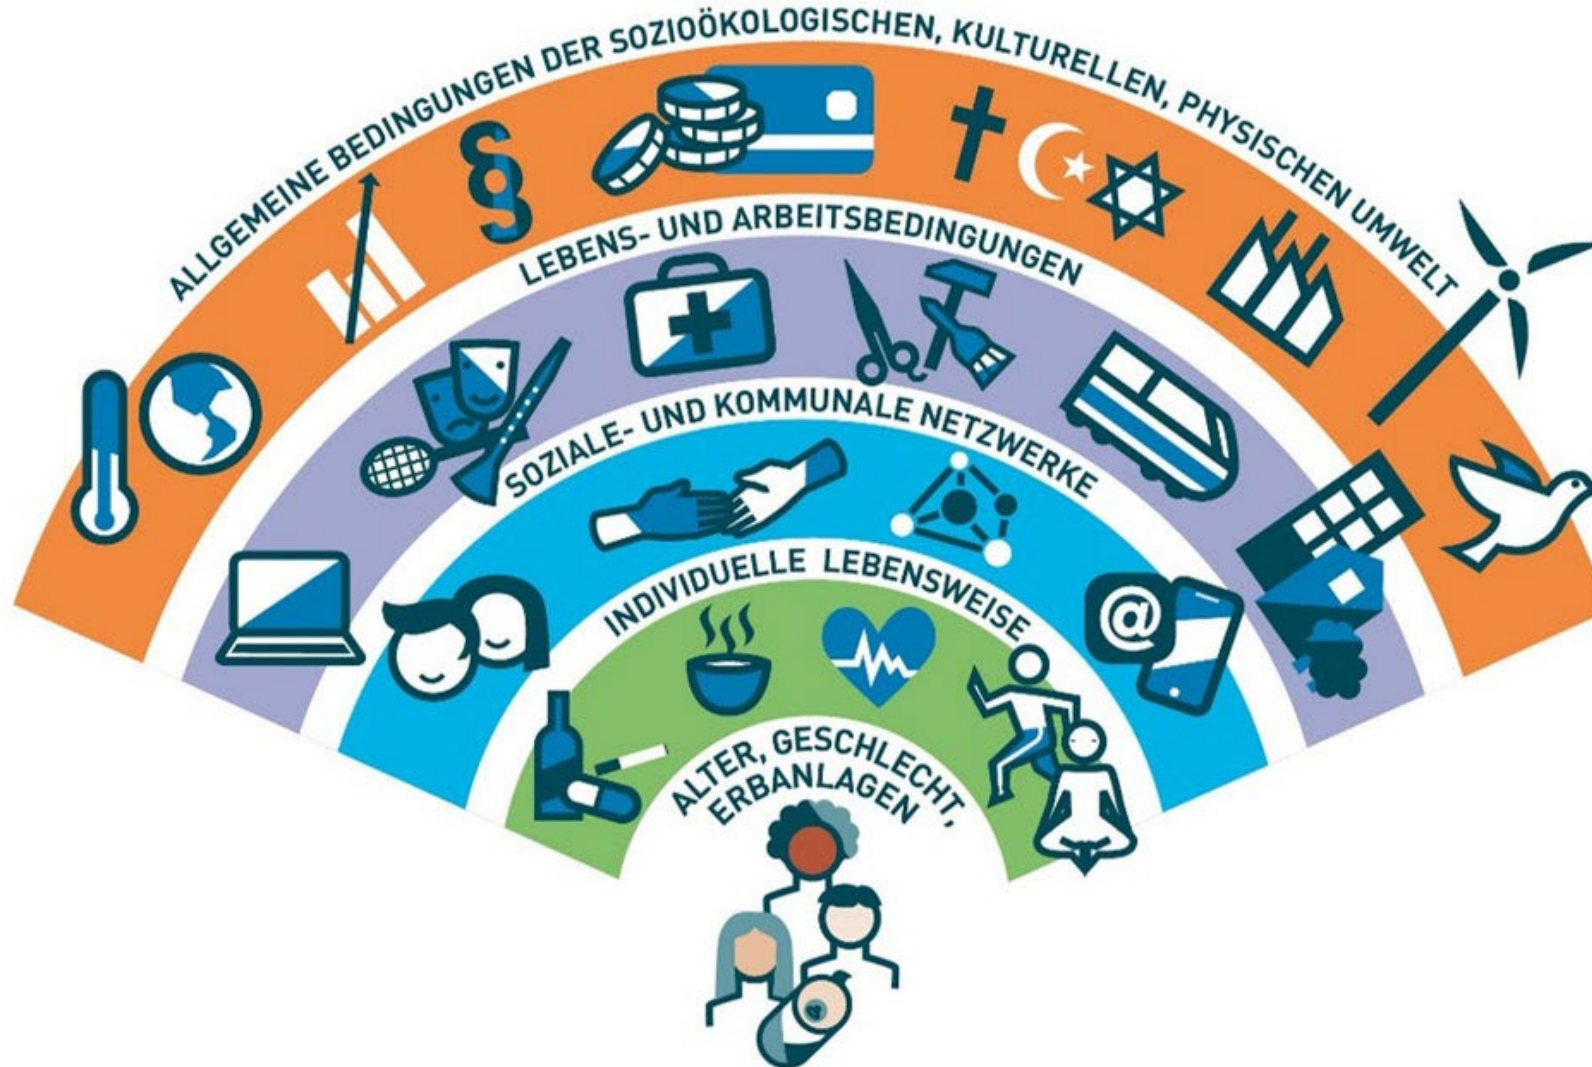 ALLGEMEINE BEDINGUNGEN DER SOZIOÖKOLOGISCHEN, KULTURELLEN, PHYSISCHEN UMWELT
§
LEBENS- UND ARBEITSBEDINGUNGEN
SOZIALE- UND KOMMUNALE NETZWERKE
INDIVIDUELLE LEBENSWEISE
@
ALTER, GESCHLECHT,
ERBANLAGEN